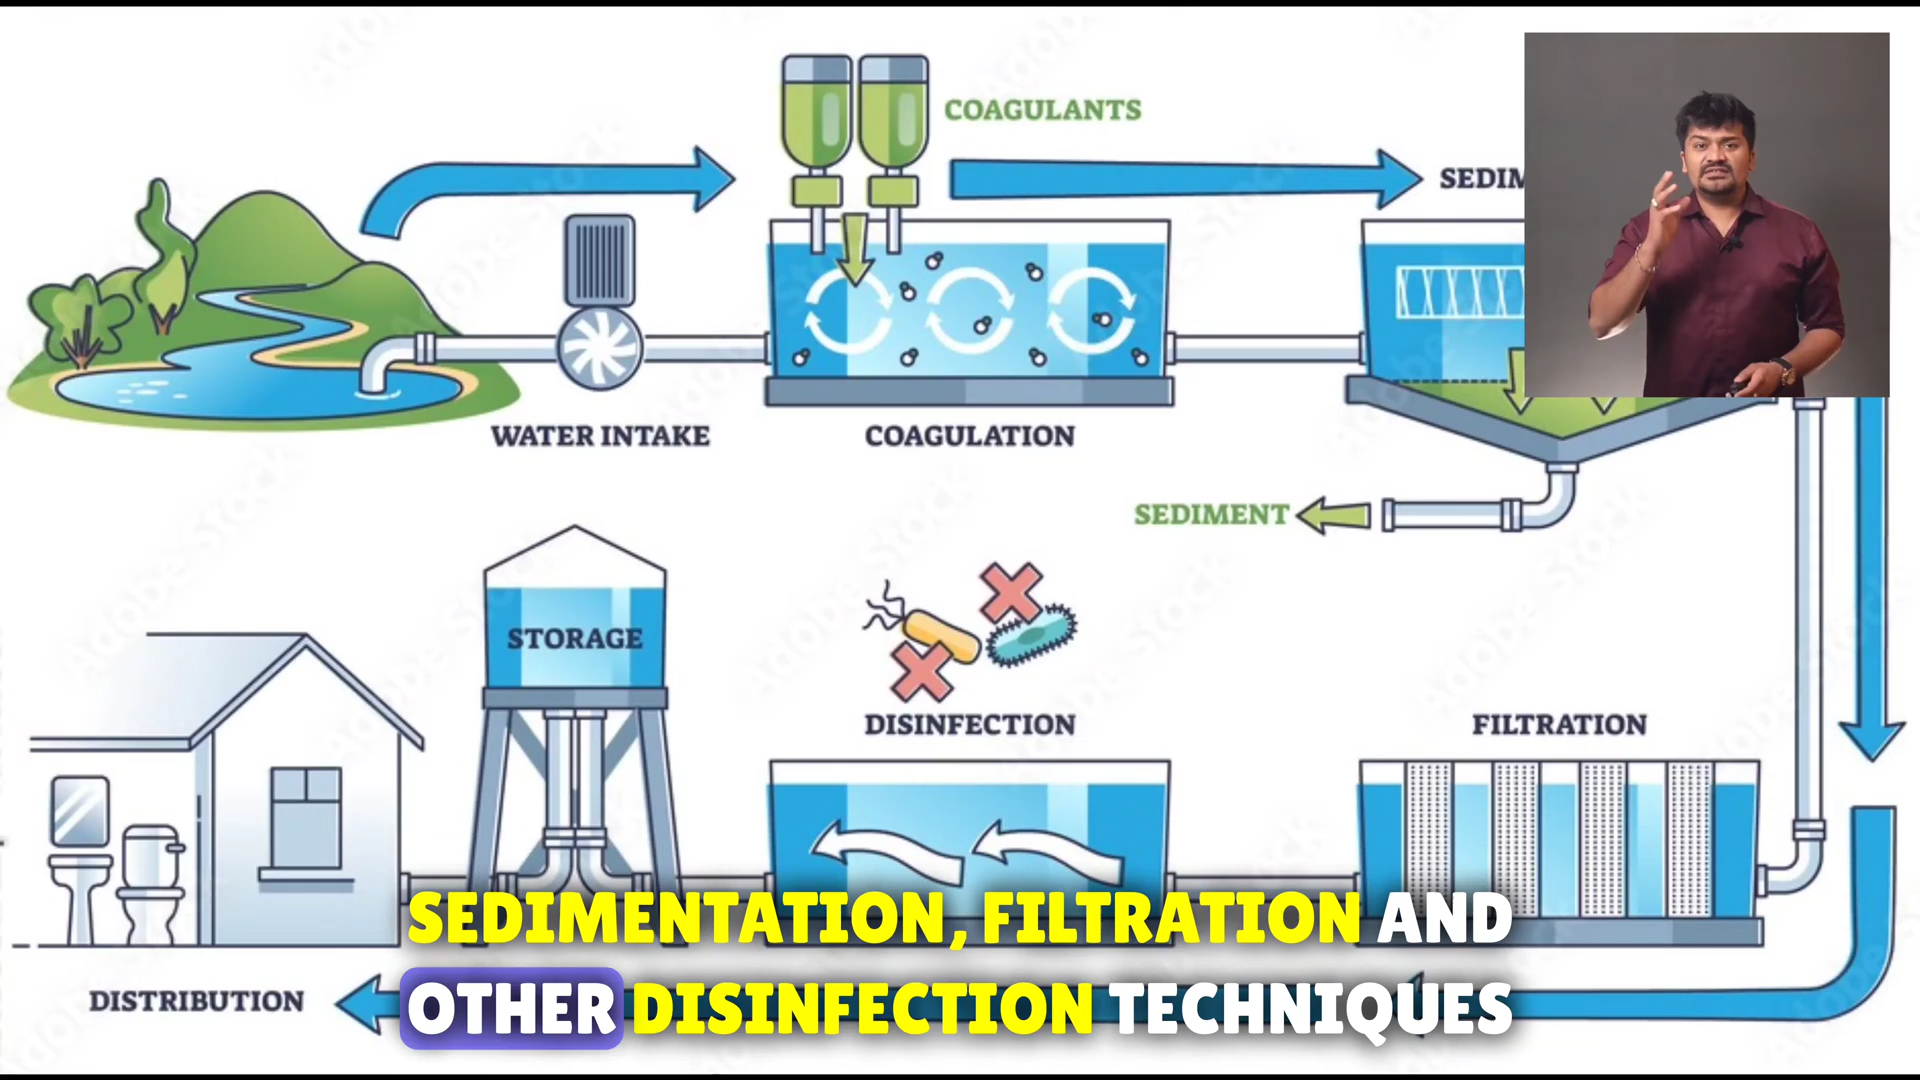 COAGULANTS
SEDIM
WATER INTAKE
COAGULATION
SEDIMENT
STORAGE
DISINFECTION
FILTRATION
SEDIMENTATION, FILTRATION AND
OTHER DISINFECTION TECHNIQUES
DISTRIBUTION